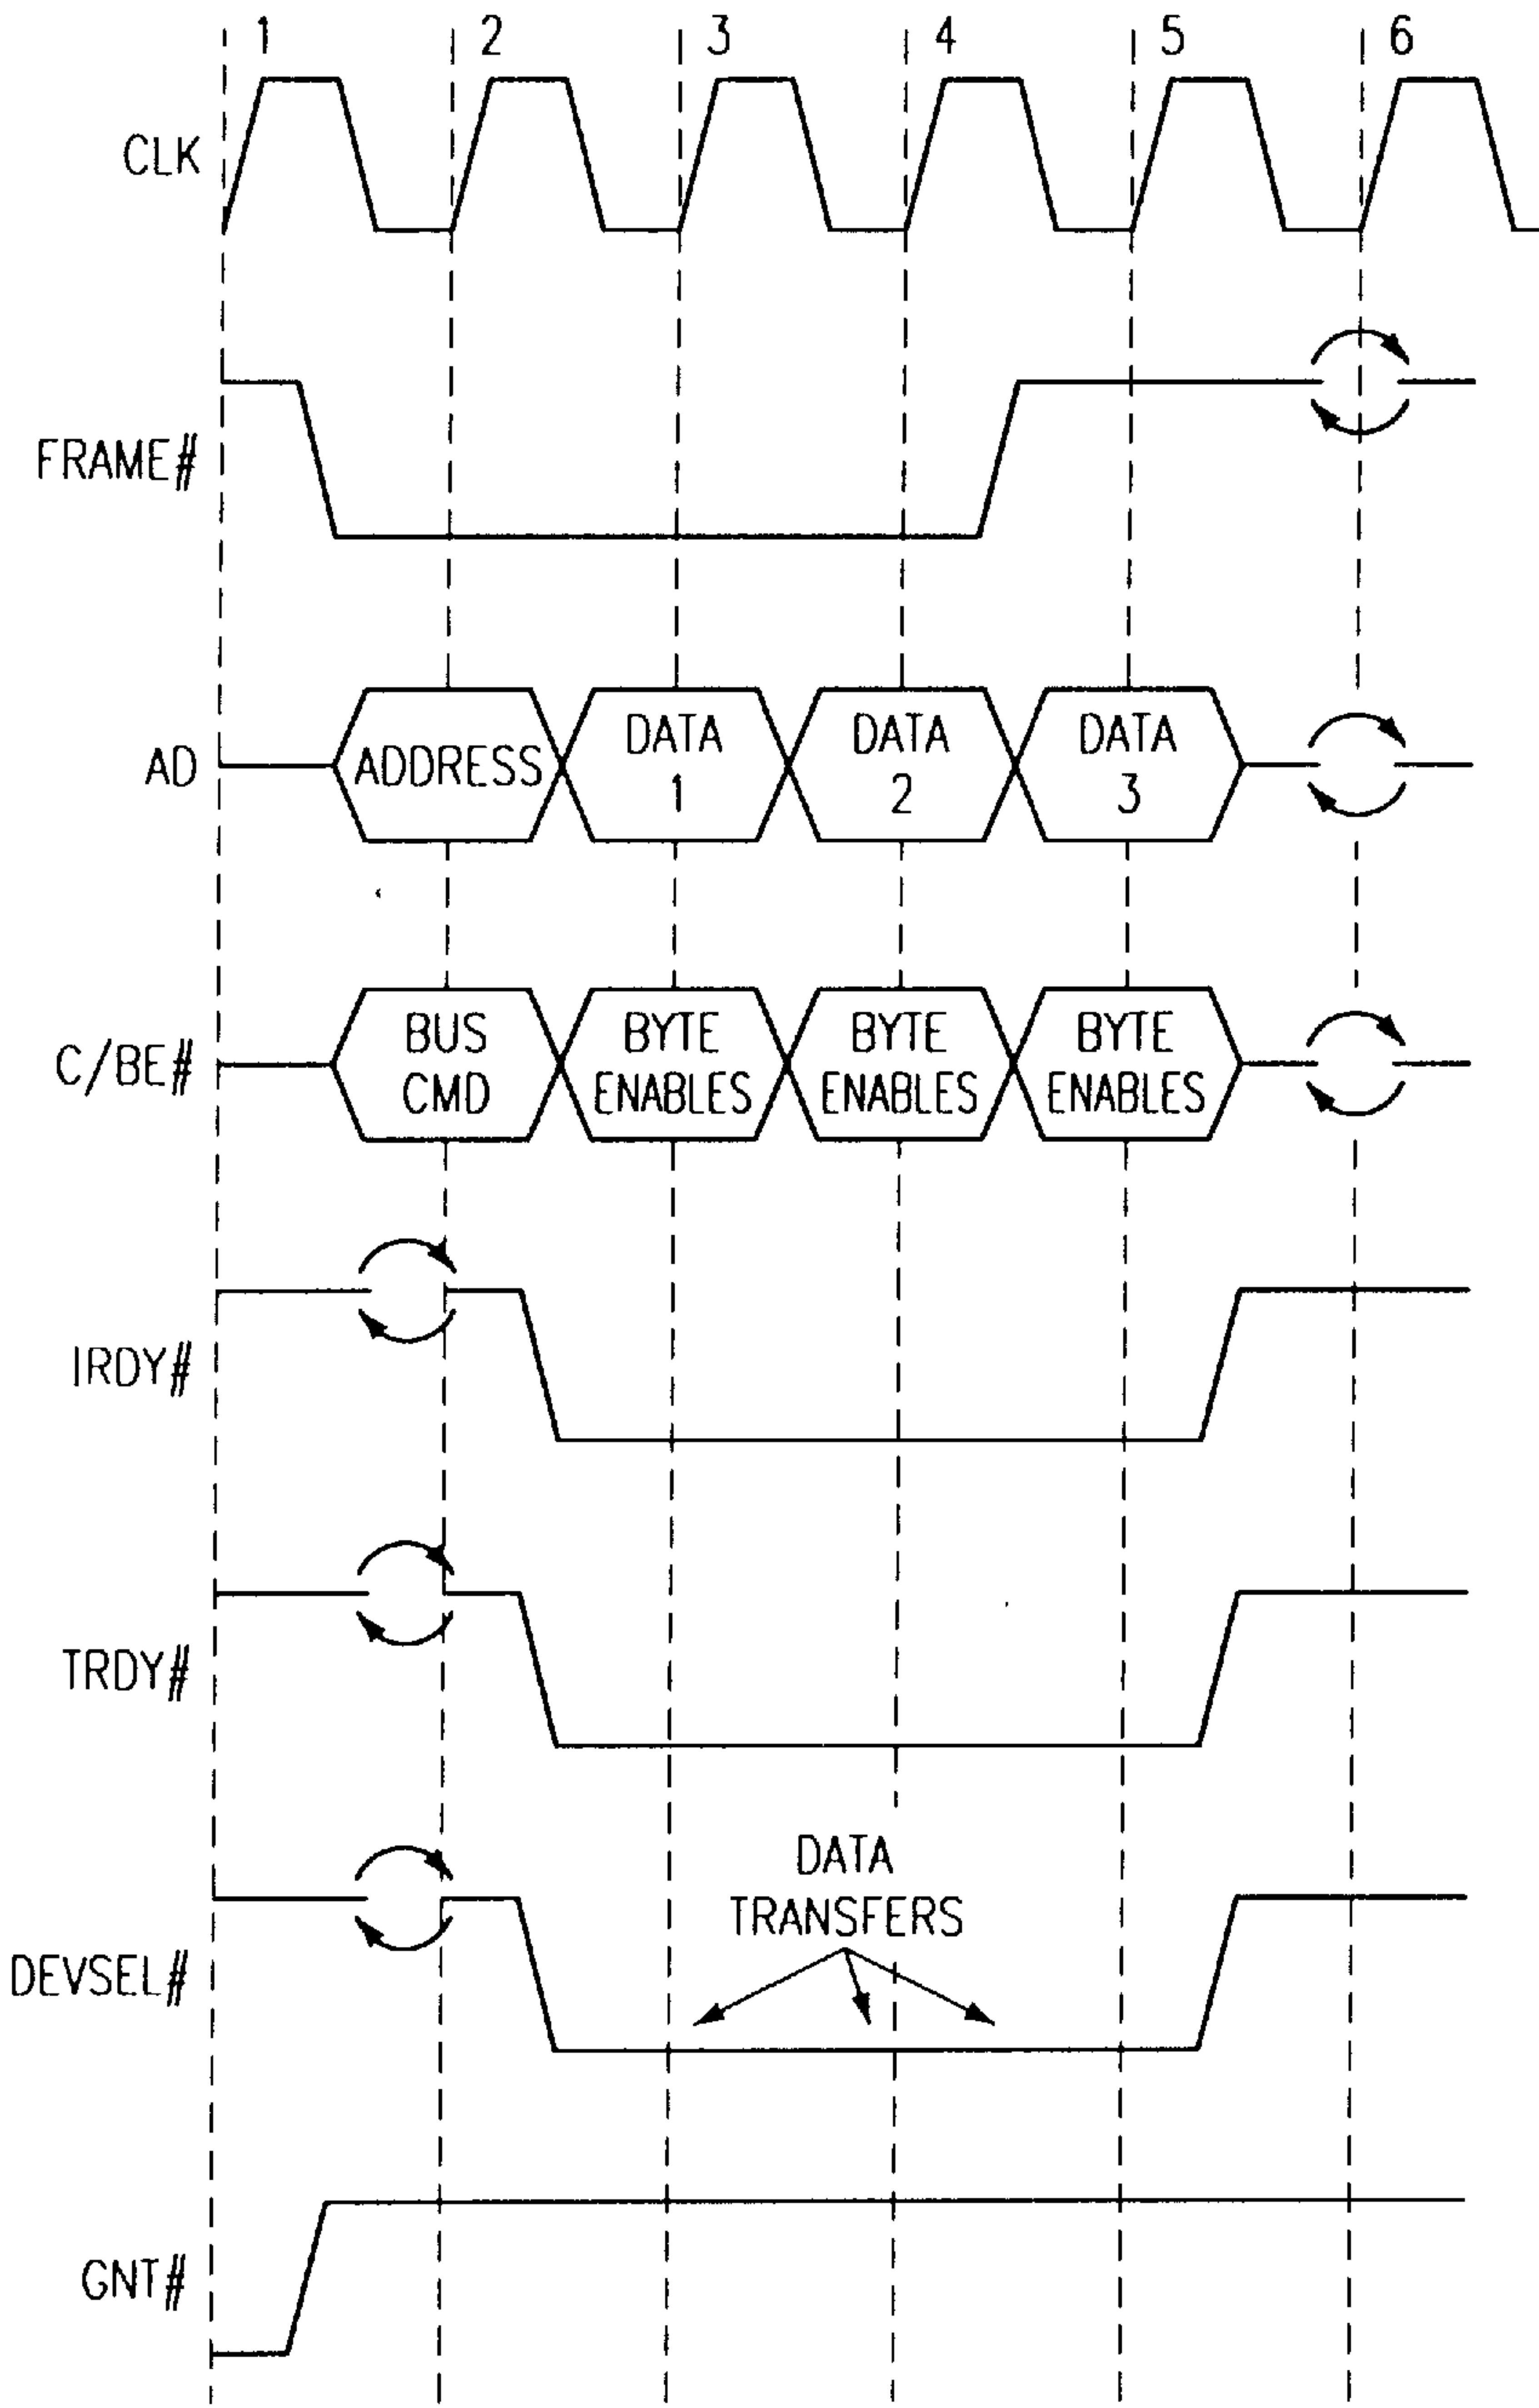 1 2 3 4 5 6
CLK
FRAME#
AD
ADDRESS
DATA
1
DATA
2
DATA
3
C/BE#
BUS
CMD
BYTE
ENABLES
BYTE
ENABLES
BYTE
ENABLES
IRDY#
TRDY#
DATA
TRANSFERS
DEVSEL#
GNT#